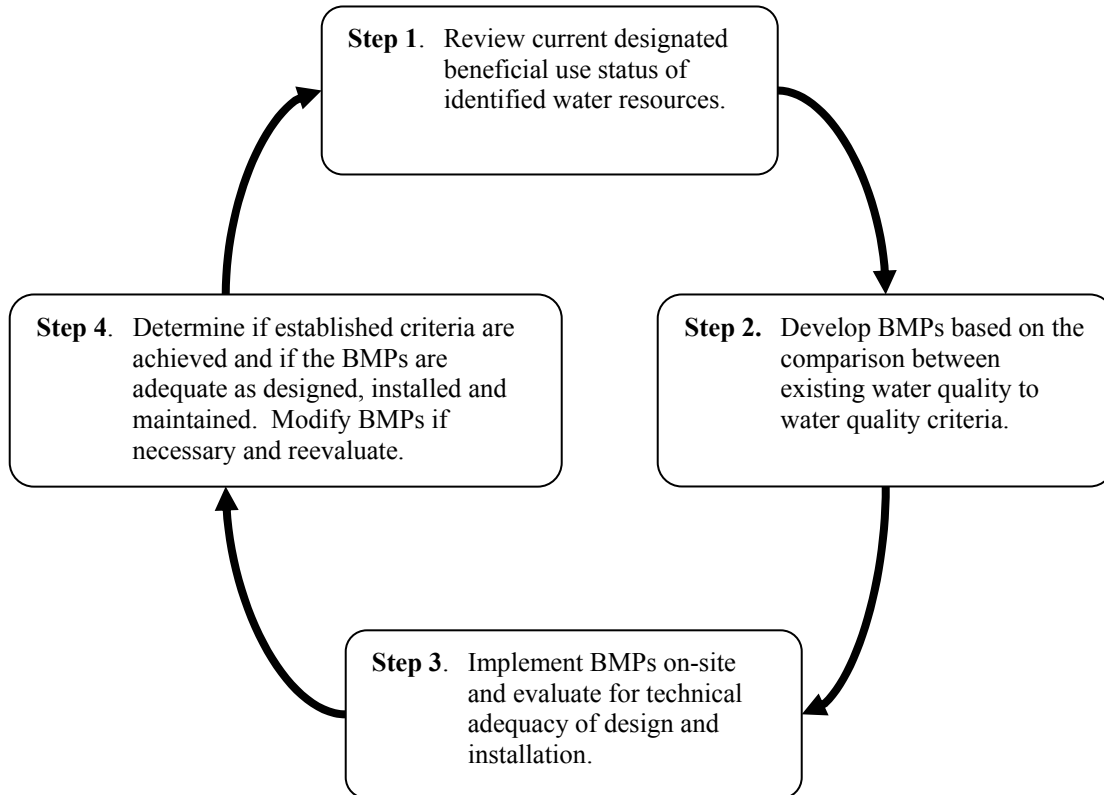 Step 1. Review current designated
beneficial use status of
identified water resources.
Step 2. Develop BMPs based on the
comparison between
existing water quality to
water quality criteria.
Step 3. Implement BMPs on-site
and evaluate for technical
adequacy of design and
installation.
Step 4. Determine if established criteria are
achieved and if the BMPs are
adequate as designed, installed and
maintained.  Modify BMPs if
necessary and reevaluate.